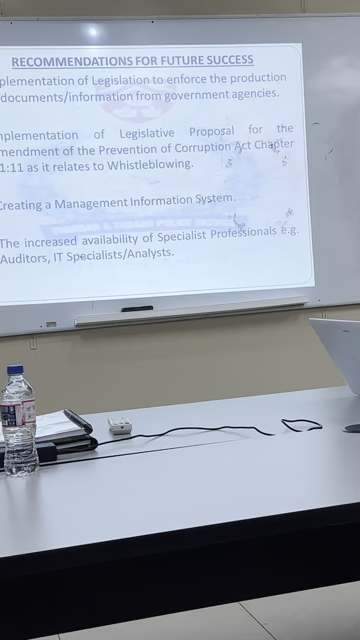 RECOMMENDATIONS FOR FUTURE SUCCESS
plementation of Legislation to enforce the production
documents/information from government agencies.
plementation of Legislative Proposal for the
mendment of the Prevention of Corruption Act Chapter
1:11 as it relates to Whistleblowing.
Creating a Management Information System.
The increased availability of Specialist Professionals e.g.
Auditors, IT Specialists/Analysts.